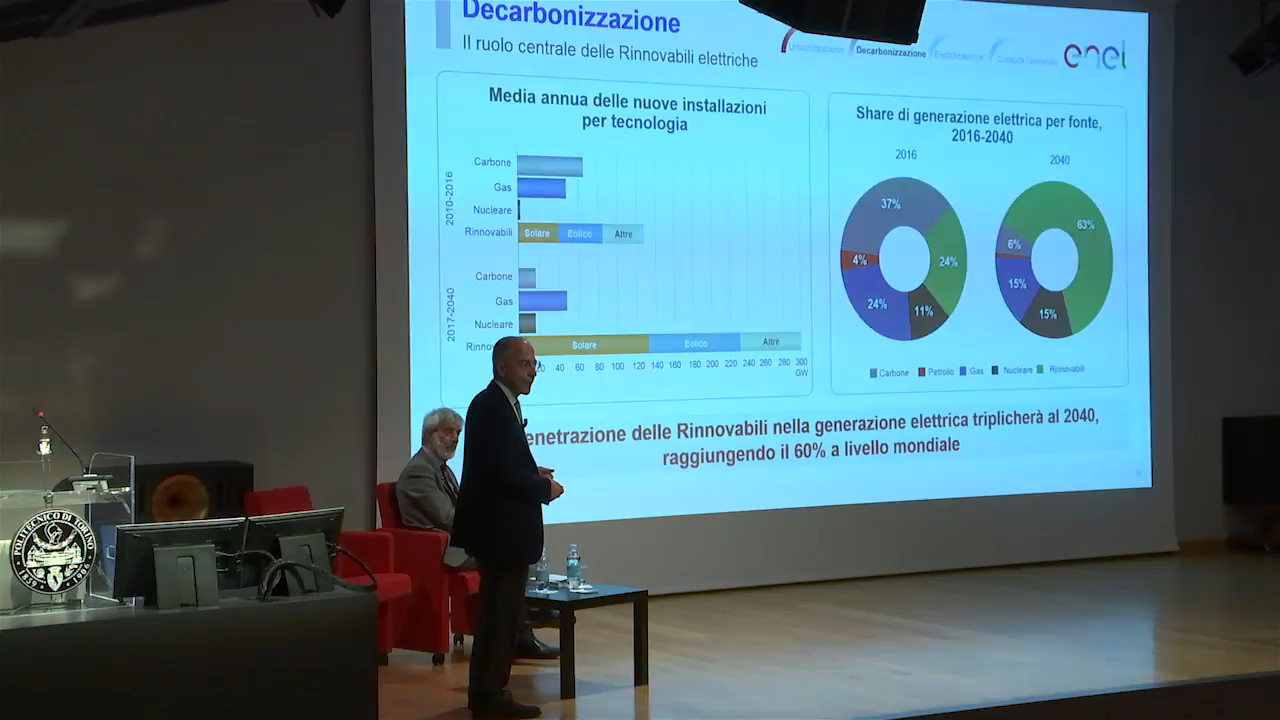 Decarbonizzazione
Il ruolo centrale delle Rinnovabili elettriche
Urbanizzazione
Decarbonizzazione
enel
Media annua delle nuove installazioni
per tecnologia
2010-2016
Carbone
Gas
Nucleare
Rinnovabili
Solare
Eolico
Altre
2017-2040
Carbone
Gas
Nucleare
Solare
Eolico
Altre
20 40 60 80 100 120 140 160 180 200 220 240 260 280 300
GW
Share di generazione elettrica per fonte,
2016-2040
2016
37%
24%
11%
24%
4%
2040
63%
15%
15%
6%
Carbone Petrolio Gas Nucleare Rinnovabili
enetrazione delle Rinnovabili nella generazione elettrica triplicherà al 2040,
raggiungendo il 60% a livello mondiale
POLITECNICO DI TORINO